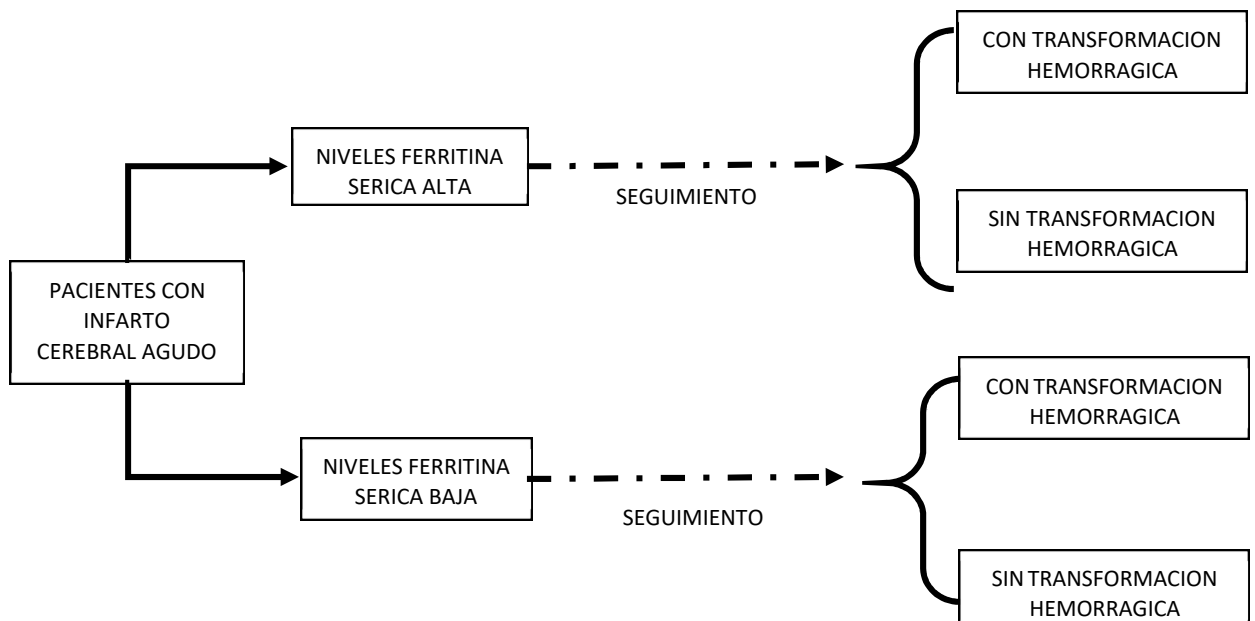 CON TRANSFORMACION
HEMORRAGICA
NIVELES FERRITINA
SERICA ALTA
SEGUIMIENTO
SIN TRANSFORMACION
HEMORRAGICA
PACIENTES CON
INFARTO
CEREBRAL AGUDO
CON TRANSFORMACION
HEMORRAGICA
NIVELES FERRITINA
SERICA BAJA
SEGUIMIENTO
SIN TRANSFORMACION
HEMORRAGICA